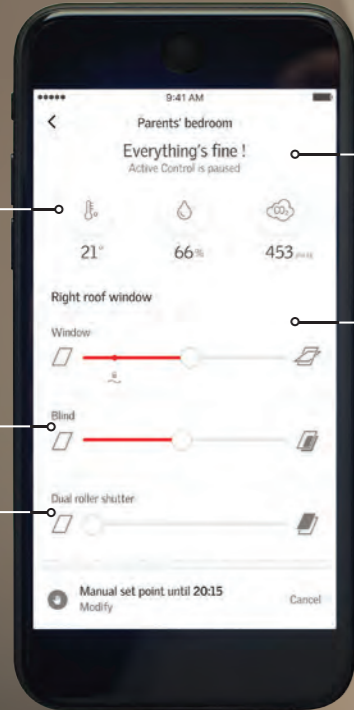 9:41 AM
Parents' bedroom
Everything's fine !
Active Control is paused
21° 66% 453 PPM
Right roof window
Window
Blind
Dual roller shutter
Manual set point until 20:15
Modify
Cancel